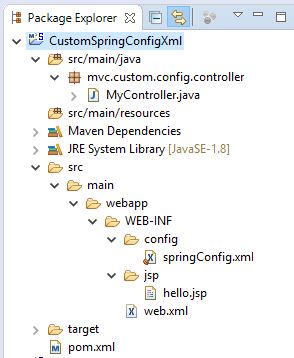 Package Explorer
CustomSpringConfigXml
src/main/java
mvc.custom.config.controller
MyController.java
src/main/resources
Maven Dependencies
JRE System Library [JavaSE-1.8]
src
main
webapp
WEB-INF
config
springConfig.xml
jsp
hello.jsp
web.xml
target
pom.xml